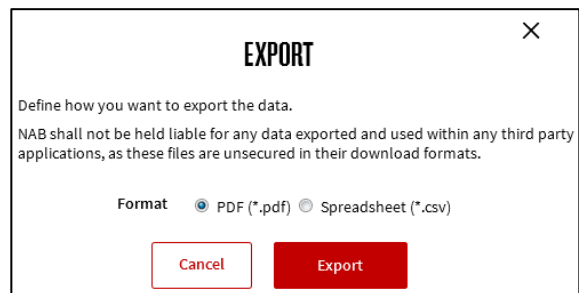 EXPORT
Define how you want to export the data.
NAB shall not be held liable for any data exported and used within any third party
applications, as these files are unsecured in their download formats.
Format PDF (*.pdf) Spreadsheet (*.csv)
Cancel Export